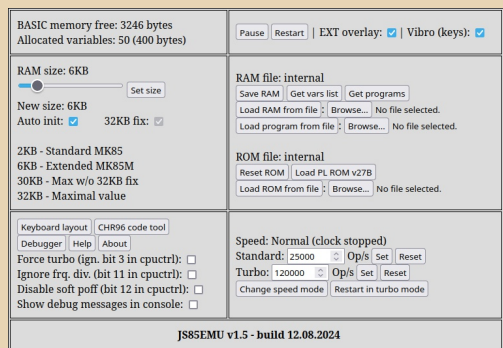 BASIC memory free: 3246 bytes
Allocated variables: 50 (400 bytes)
Pause Restart | EXT overlay: | Vibro (keys):
RAM size: 6KB
Set size
New size: 6KB
Auto init: 32KB fix:
2KB - Standard MK85
6KB - Extended MK85M
30KB - Max w/o 32KB fix
32KB - Maximal value
RAM file: internal
Save RAM Get vars list Get programs
Load RAM from file : Browse... No file selected.
Load program from file : Browse... No file selected.
ROM file: internal
Reset ROM Load PL ROM v27B
Load ROM from file : Browse... No file selected.
Keyboard layout CHR96 code tool
Debugger Help About
Force turbo (ign. bit 3 in cpuctrl):
Ignore frq. div. (bit 11 in cpuctrl):
Disable soft poff (bit 12 in cpuctrl):
Show debug messages in console:
Speed: Normal (clock stopped)
Standard: 25000 Op/s Set Reset
Turbo: 120000 Op/s Set Reset
Change speed mode Restart in turbo mode
JS85EMU v1.5 - build 12.08.2024